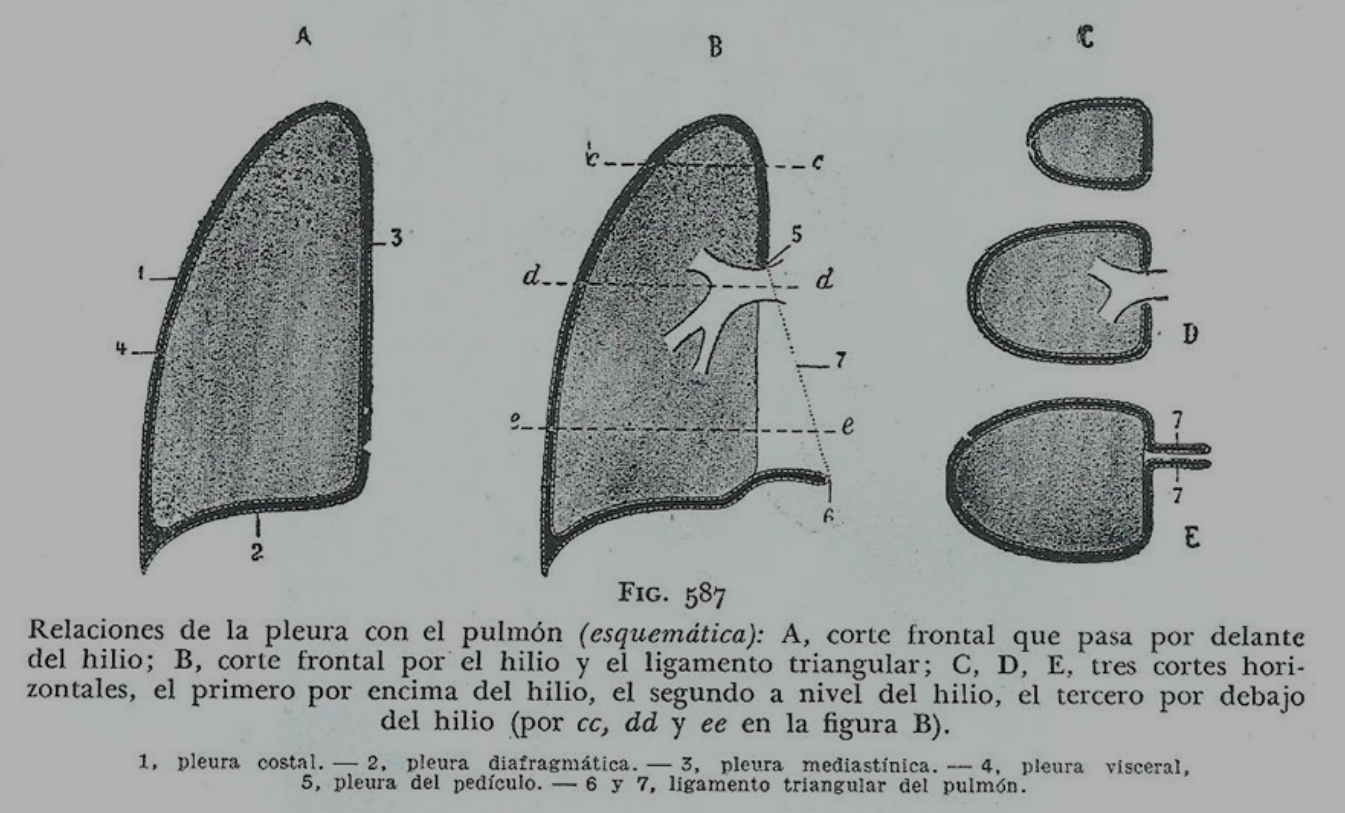 A
B
C
c
c
5
3
1
d
d
D
4
7
e
e
7
7
2
6
E
Fig. 587
Relaciones de la pleura con el pulmón (esquemática): A, corte frontal que pasa por delante
del hilio; B, corte frontal por el hilio y el ligamento triangular; C, D, E, tres cortes hori-
zontales, el primero por encima del hilio, el segundo a nivel del hilio, el tercero por debajo
del hilio (por cc, dd y ee en la figura B).
1, pleura costal. — 2, pleura diafragmática. — 3, pleura mediastínica. — 4, pleura visceral,
5, pleura del pedículo. — 6 y 7, ligamento triangular del pulmón.